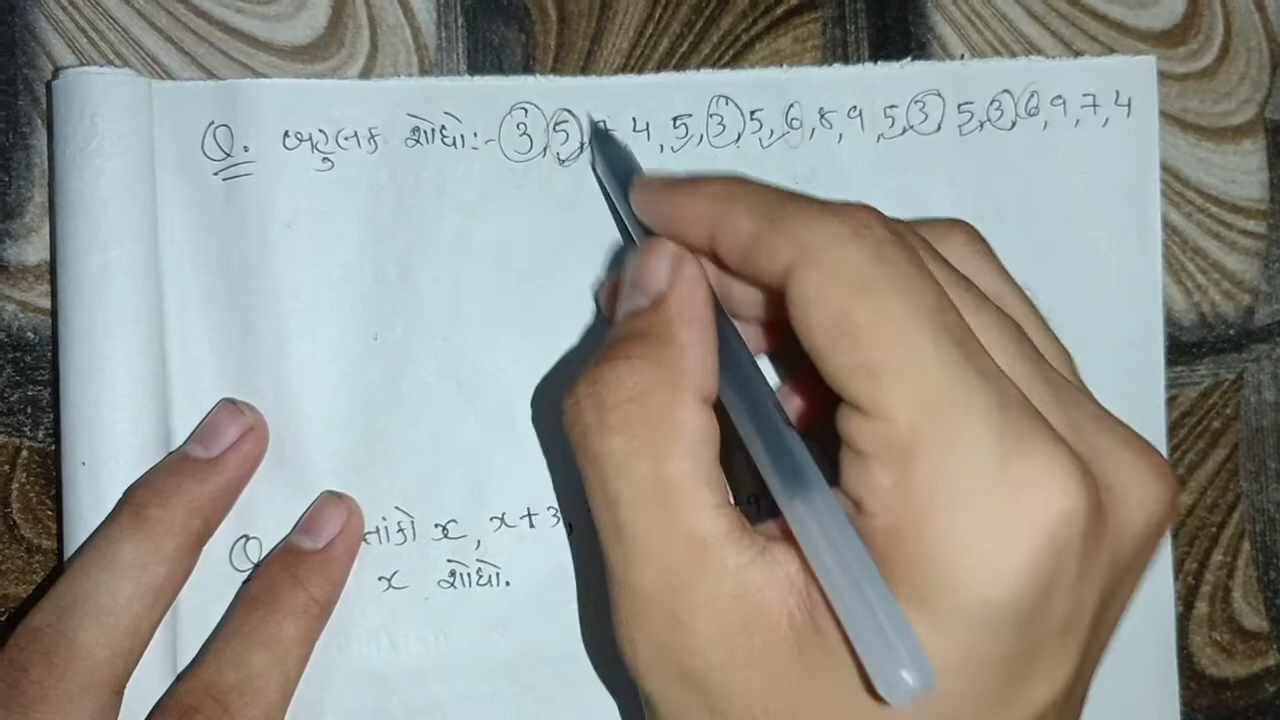 Q. બહુલક શોધો:- 3, 5, 7 4, 5, 3, 5, 6, 8, 9 5, 3 5, 3 6, 9, 7, 4
Q x, x+3,
x શોધો.